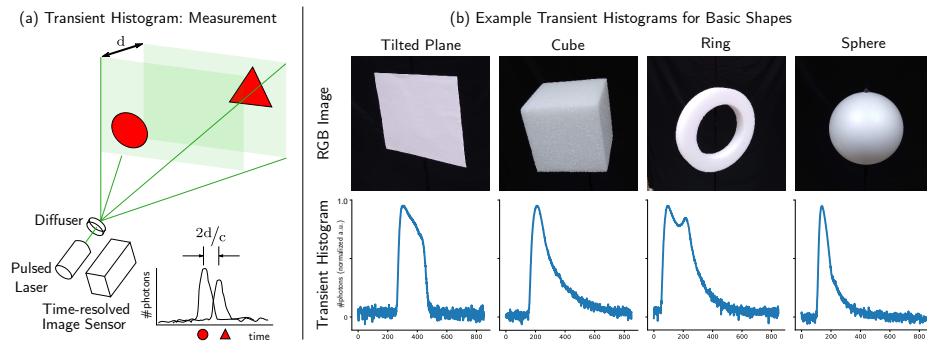 (a) Transient Histogram: Measurement
d
Diffuser
Pulsed
Laser
Time-resolved
Image Sensor
2d/c
#photons
time
(b) Example Transient Histograms for Basic Shapes
Tilted Plane
Cube
Ring
Sphere
RGB Image
Transient Histogram
#photons (normalized a.u.)
1.0
0
0 200 400 600 800
0 200 400 600 800
0 200 400 600 800
0 200 400 600 800